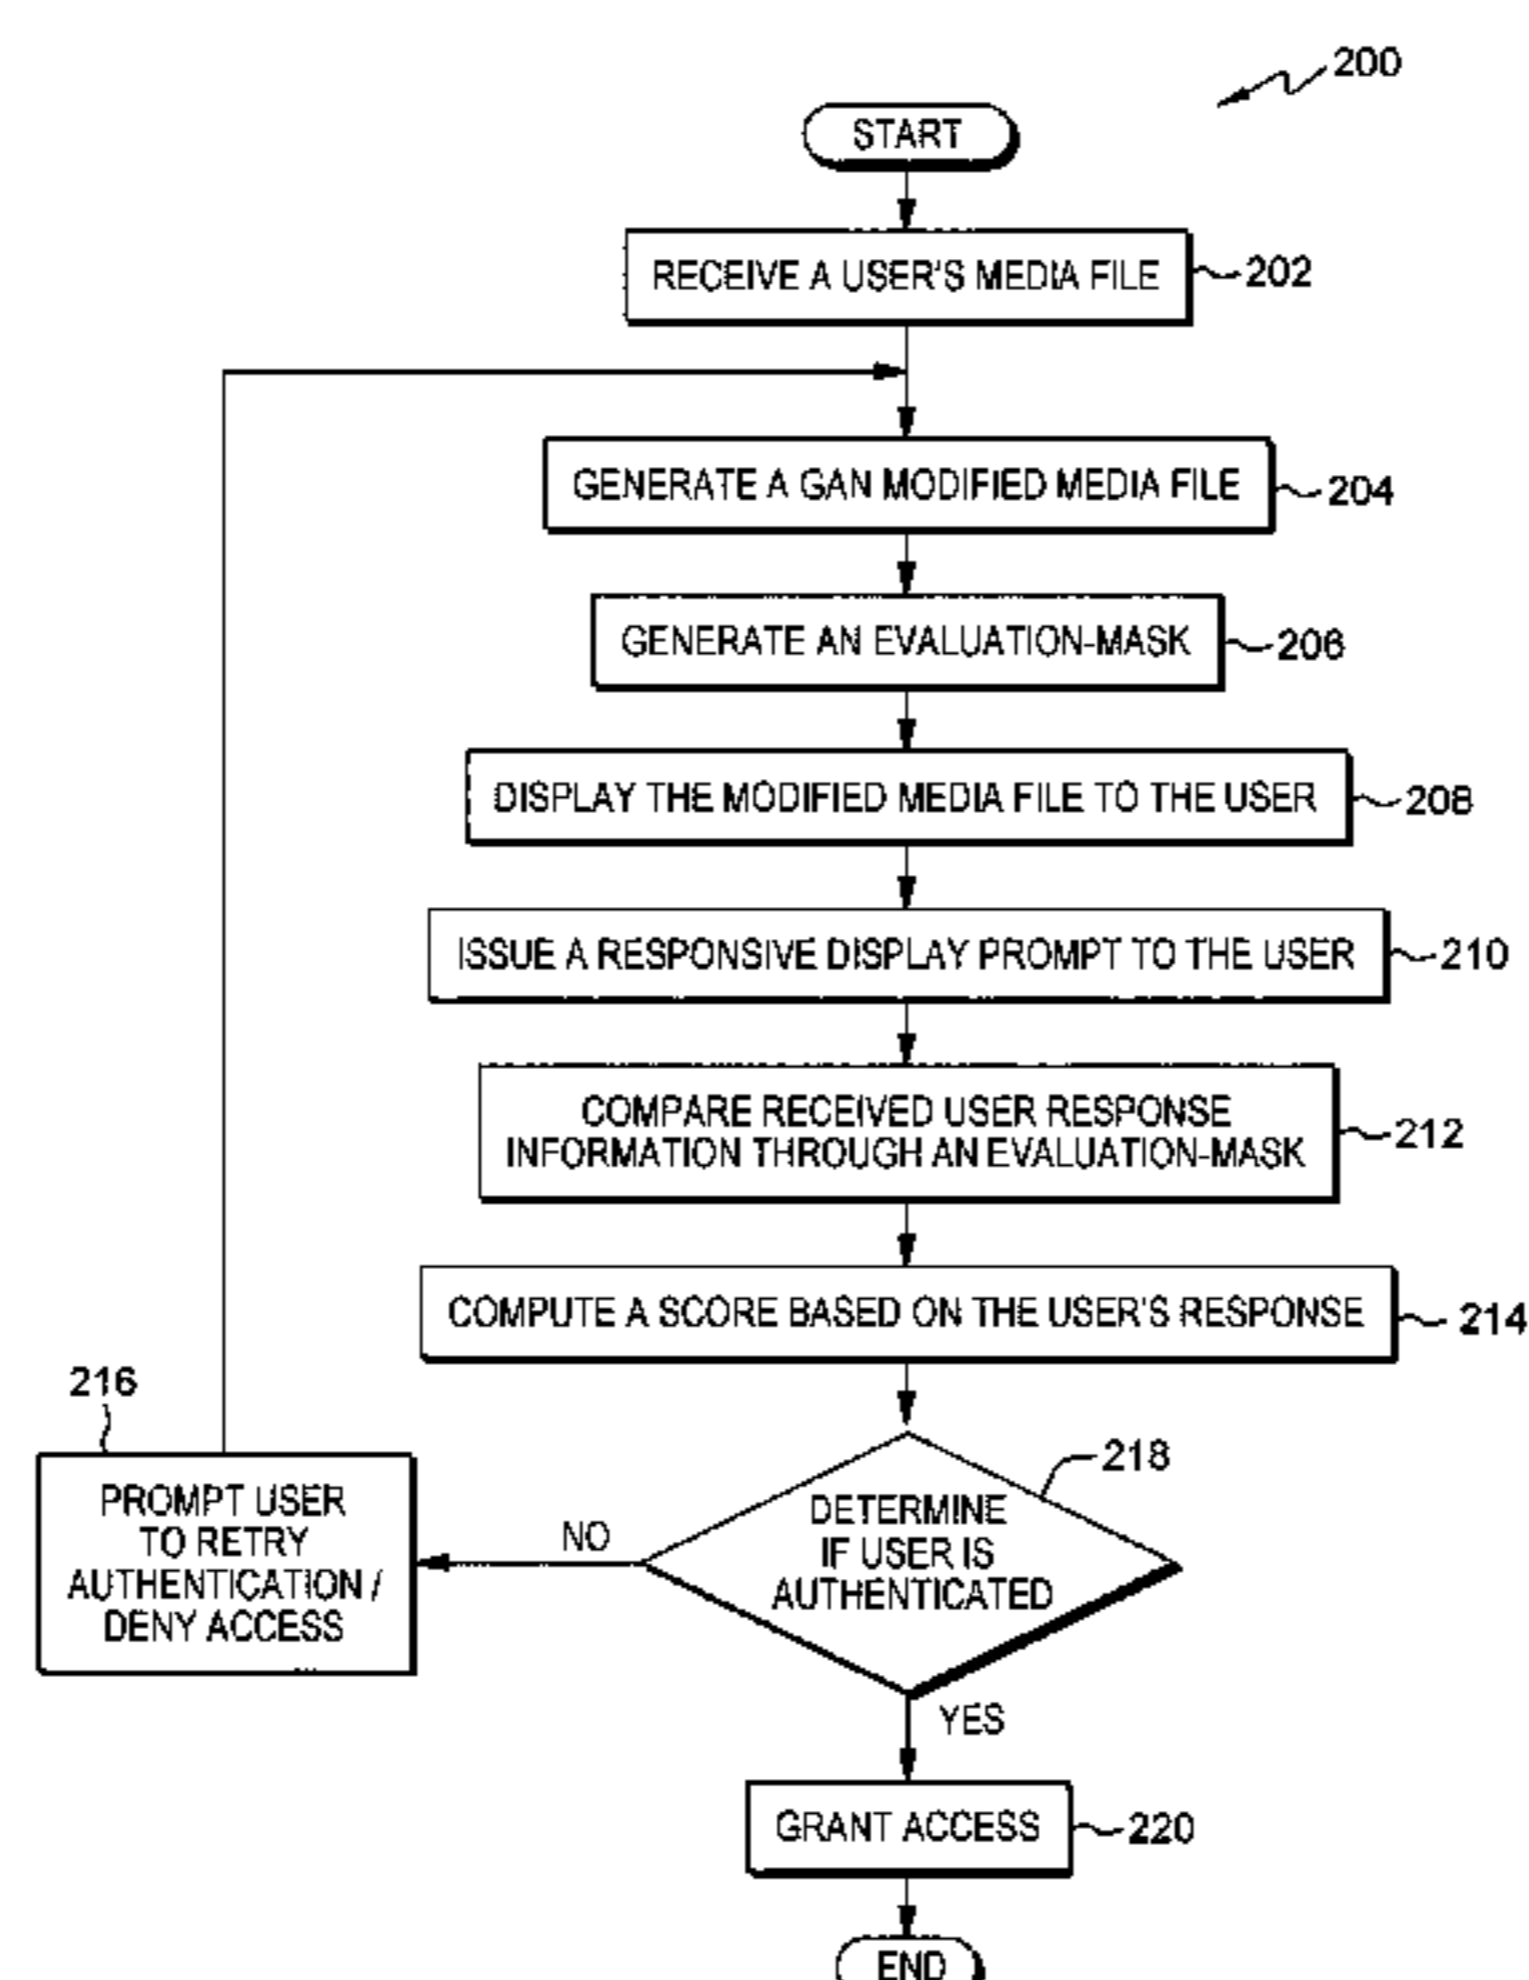 200
START
RECEIVE A USER'S MEDIA FILE
202
GENERATE A GAN MODIFIED MEDIA FILE
204
GENERATE AN EVALUATION-MASK
206
DISPLAY THE MODIFIED MEDIA FILE TO THE USER
208
ISSUE A RESPONSIVE DISPLAY PROMPT TO THE USER
210
COMPARE RECEIVED USER RESPONSE
INFORMATION THROUGH AN EVALUATION-MASK
212
COMPUTE A SCORE BASED ON THE USER'S RESPONSE
214
216
PROMPT USER
TO RETRY
AUTHENTICATION /
DENY ACCESS
NO
218
DETERMINE
IF USER IS
AUTHENTICATED
YES
GRANT ACCESS
220
END